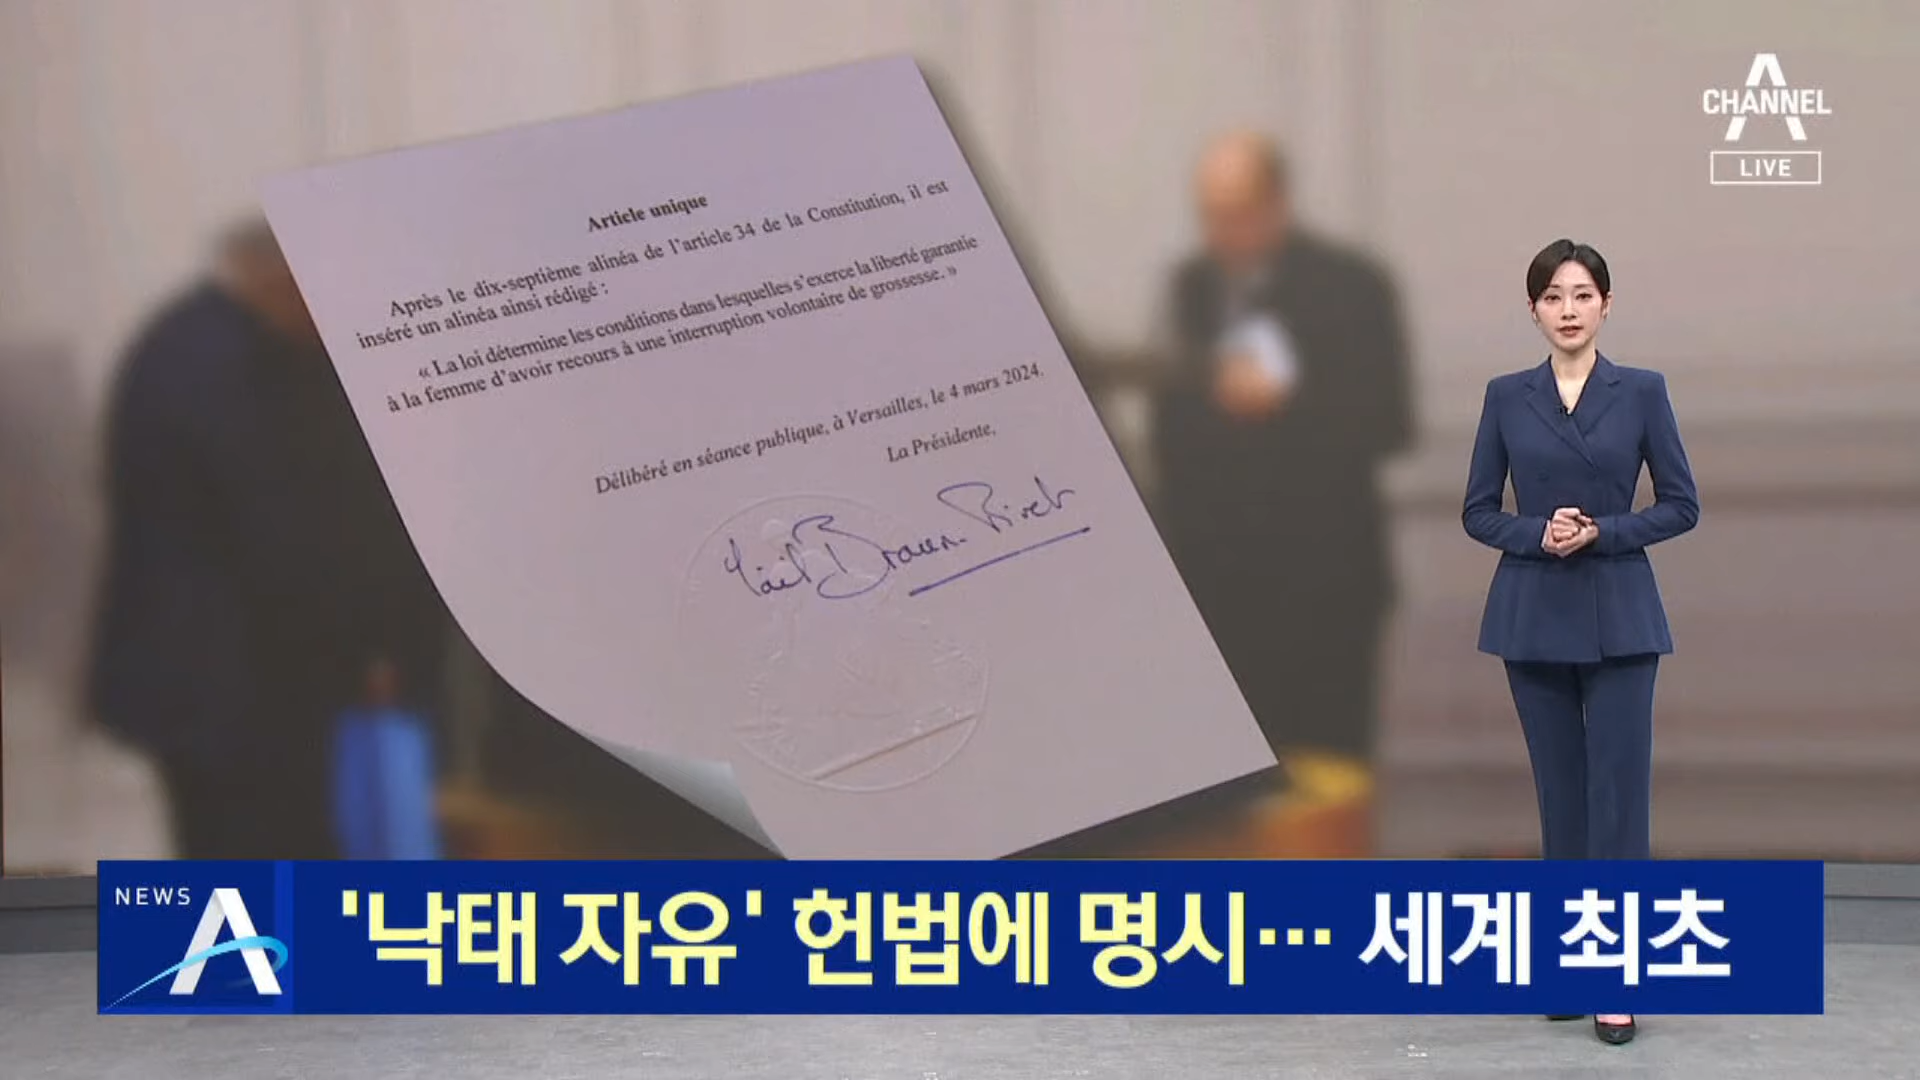 CHANNEL A
LIVE
Article unique
Après le dix-septième alinéa de l'article 34 de la Constitution, il est
inséré un alinéa ainsi rédigé :
« La loi détermine les conditions dans lesquelles s'exerce la liberté garantie
à la femme d'avoir recours à une interruption volontaire de grossesse. »
Délibéré en séance publique, à Versailles, le 4 mars 2024.
La Présidente,
Yaël Braun-Pivet
NEWS A
'낙태 자유' 헌법에 명시… 세계 최초